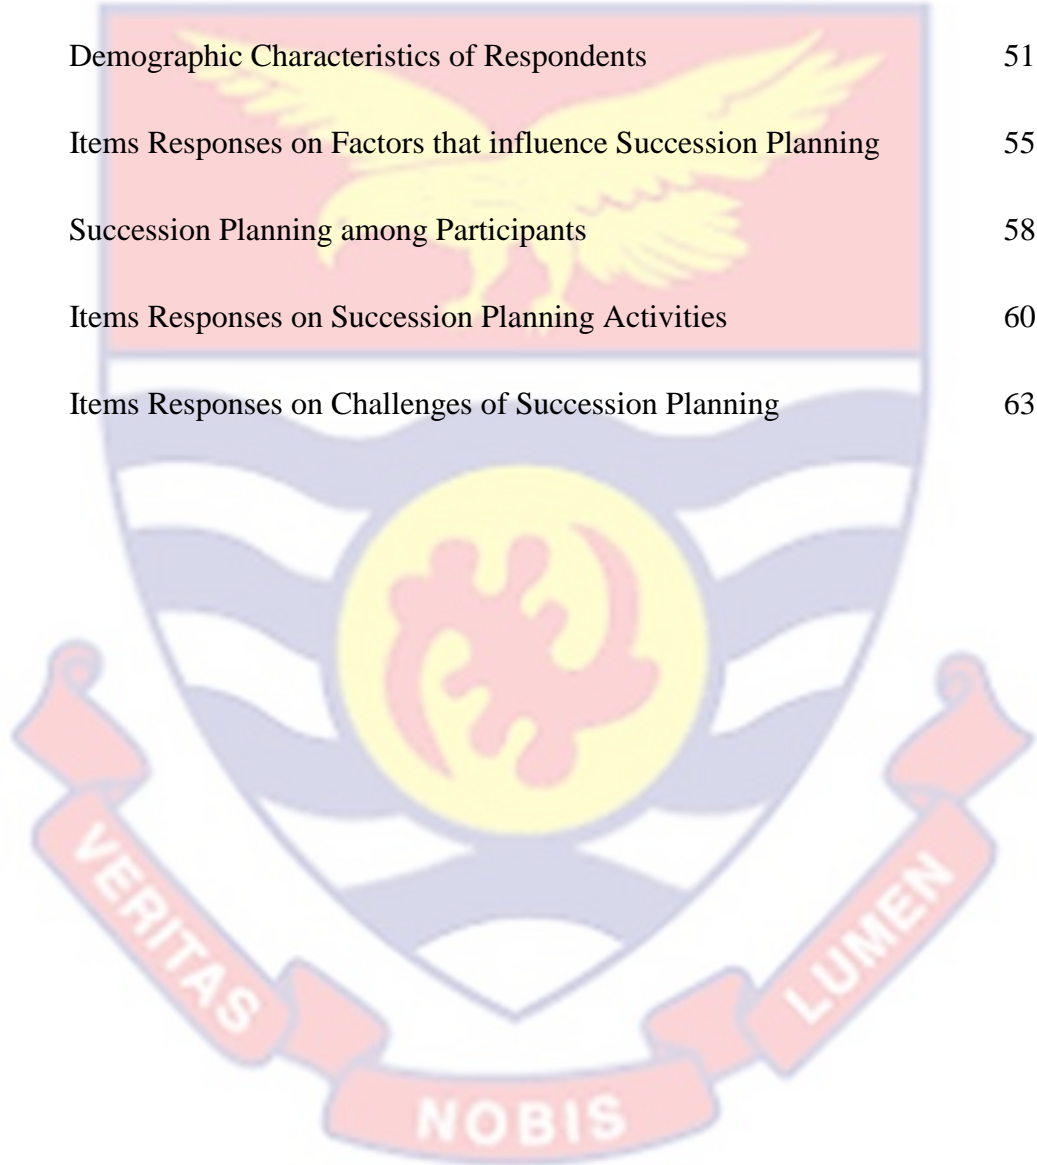 Demographic Characteristics of Respondents 51
Items Responses on Factors that influence Succession Planning 55
Succession Planning among Participants 58
Items Responses on Succession Planning Activities 60
Items Responses on Challenges of Succession Planning 63
VERITAS
NOBIS
LUMEN